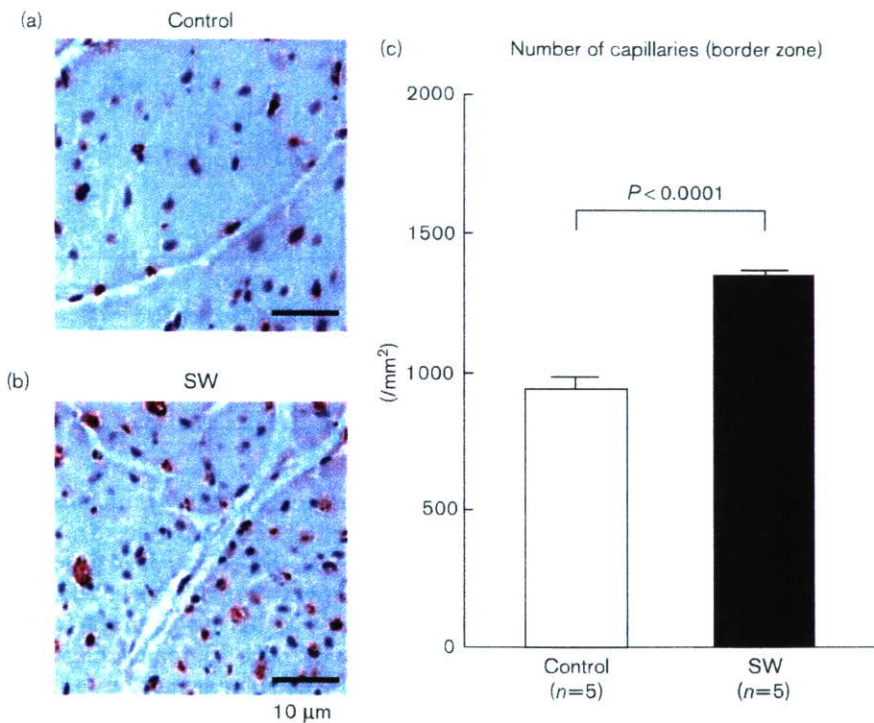 (a)
Control
(b)
SW
10 μm
(c)
Number of capillaries (border zone)
2000
1500
1000
500
0
(/mm²)
P<0.0001
Control
(n=5)
SW
(n=5)